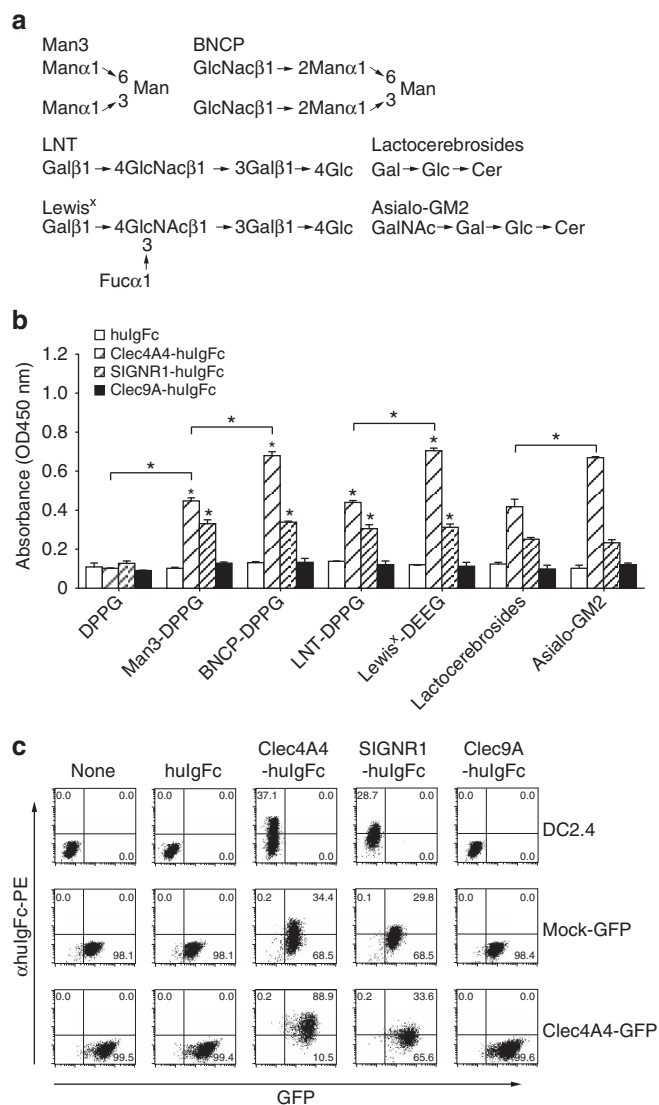 a
Man3 BNCP
Manα1 GlcNacβ1 → 2Manα1
6 Man 6 Man
Manα1 3 GlcNacβ1 → 2Manα1 3
LNT Lactocerebrosides
Galβ1 → 4GlcNacβ1 → 3Galβ1 → 4Glc Gal → Glc → Cer
Lewisˣ Asialo-GM2
Galβ1 → 4GlcNAcβ1 → 3Galβ1 → 4Glc GalNAc → Gal → Glc → Cer
3
↑
Fucα1
b
huIgFc
Clec4A4-huIgFc
SIGNR1-huIgFc
Clec9A-huIgFc
Absorbance (OD450 nm)
1.2
1.0
0.8
0.6
0.4
0.2
0
* * * *
* * * * * * * *
DPPG
Man3-DPPG
BNCP-DPPG
LNT-DPPG
Lewisˣ-DEEG
Lactocerebrosides
Asialo-GM2
c
None huIgFc Clec4A4 -huIgFc SIGNR1 -huIgFc Clec9A -huIgFc
0.0 0.0 0.0 0.0 37.1 0.0 28.7 0.0 0.0 0.0
0.0 0.0 0.0 0.0 0.0
DC2.4
0.0 0.0 0.0 0.0 0.2 34.4 0.1 29.8 0.0 0.0
98.1 98.1 68.5 68.5 98.4
Mock-GFP
0.0 0.0 0.0 0.0 0.2 88.9 0.2 33.6 0.0 0.0
99.5 99.4 10.5 65.6 99.6
Clec4A4-GFP
αhuIgFc-PE
GFP